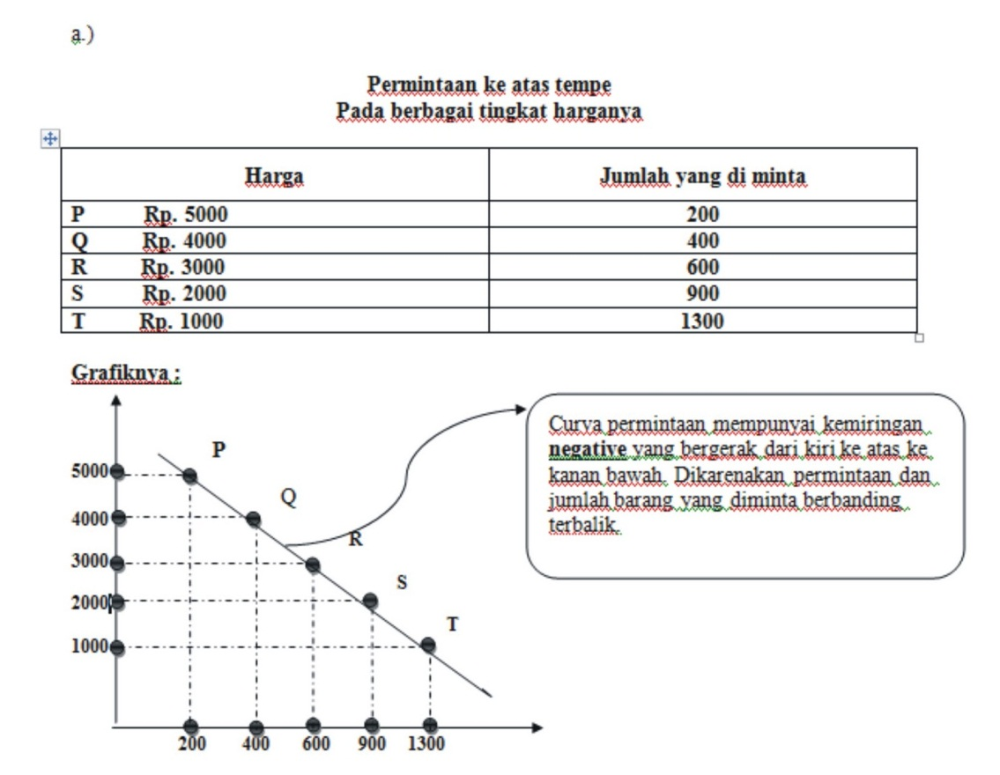 a.)
Permintaan ke atas tempe
Pada berbagai tingkat harganya
Harga Jumlah yang di minta
P Rp. 5000 200
Q Rp. 4000 400
R Rp. 3000 600
S Rp. 2000 900
T Rp. 1000 1300
Grafiknya :
Curva permintaan mempunyai kemiringan
negative yang bergerak dari kiri ke atas ke
kanan bawah. Dikarenakan permintaan dan
jumlah barang yang diminta berbanding
terbalik.
P
Q
R
S
T
5000
4000
3000
2000
1000
200 400 600 900 1300